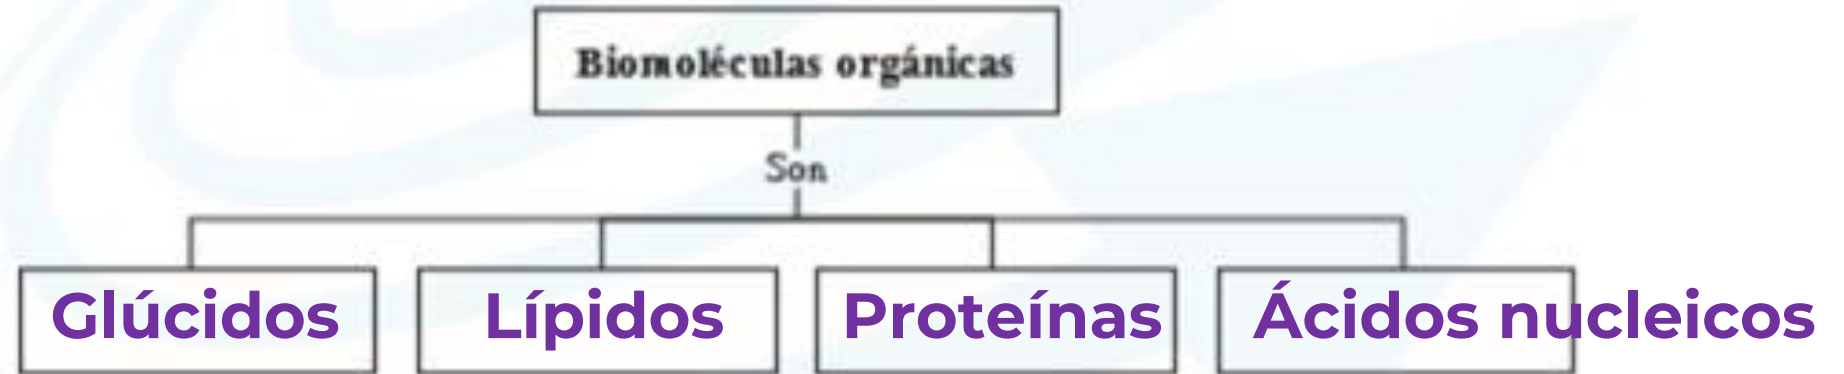 Biomoléculas orgánicas
Son
Glúcidos Lípidos Proteínas Ácidos nucleicos